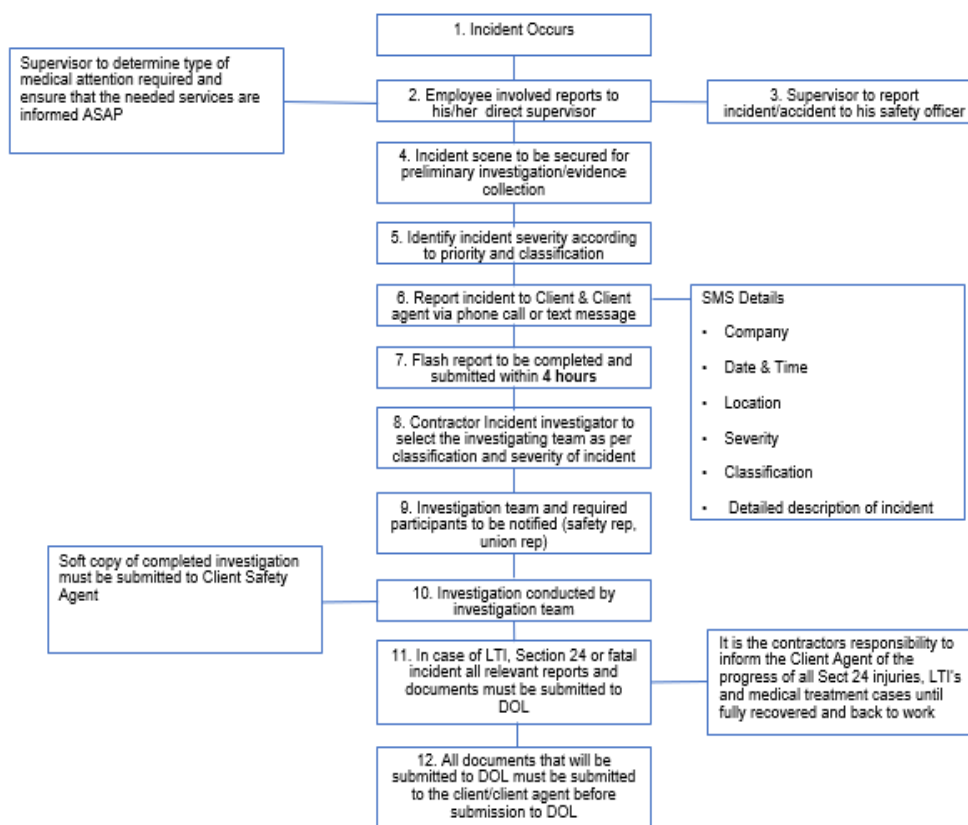 1. Incident Occurs
Supervisor to determine type of
medical attention required and
ensure that the needed services are
informed ASAP
2. Employee involved reports to
his/her direct supervisor
3. Supervisor to report
incident/accident to his safety officer
4. Incident scene to be secured for
preliminary investigation/evidence
collection
5. Identify incident severity according
to priority and classification
6. Report incident to Client & Client
agent via phone call or text message
SMS Details
▪ Company
▪ Date & Time
▪ Location
▪ Severity
▪ Classification
▪ Detailed description of incident
7. Flash report to be completed and
submitted within 4 hours
8. Contractor Incident investigator to
select the investigating team as per
classification and severity of incident
9. Investigation team and required
participants to be notified (safety rep,
union rep)
Soft copy of completed investigation
must be submitted to Client Safety
Agent
10. Investigation conducted by
investigation team
11. In case of LTI, Section 24 or fatal
incident all relevant reports and
documents must be submitted to
DOL
It is the contractors responsibility to
inform the Client Agent of the
progress of all Sect 24 injuries, LTI's
and medical treatment cases until
fully recovered and back to work
12. All documents that will be
submitted to DOL must be submitted
to the client/client agent before
submission to DOL